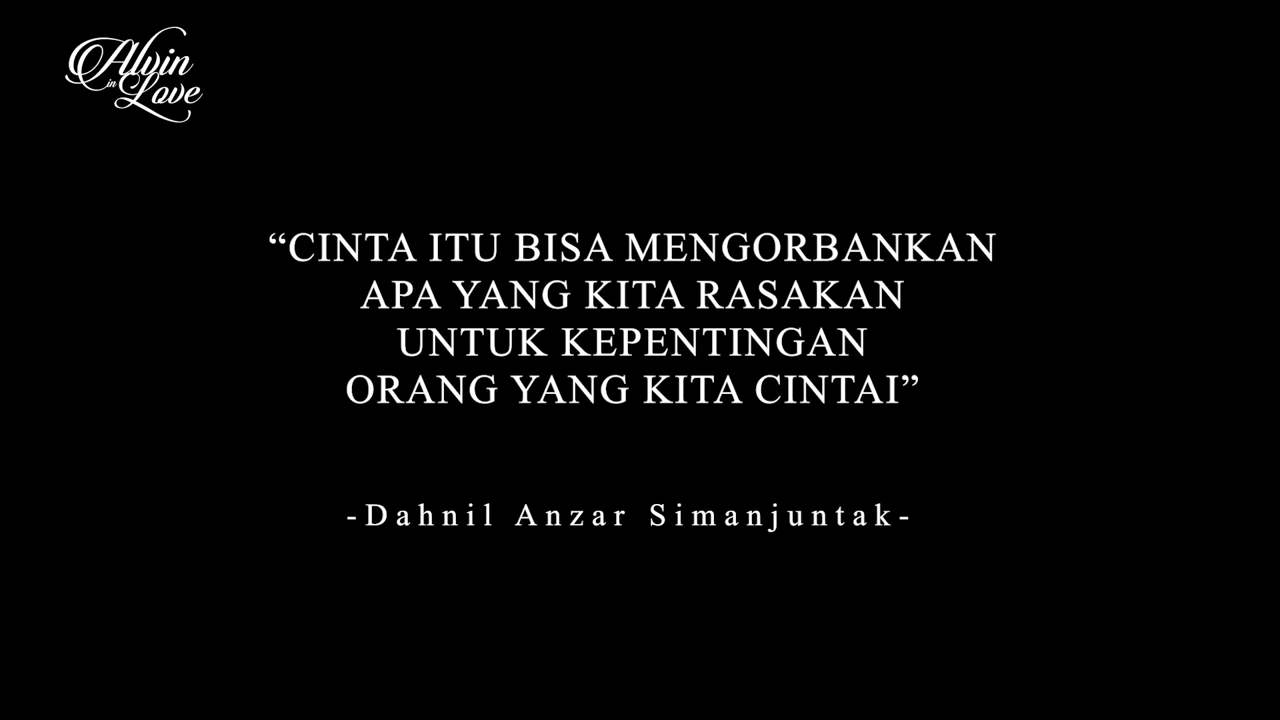 Alvin
in
Love
“CINTA ITU BISA MENGORBANKAN
APA YANG KITA RASAKAN
UNTUK KEPENTINGAN
ORANG YANG KITA CINTAI”
-Dahnil Anzar Simanjuntak-